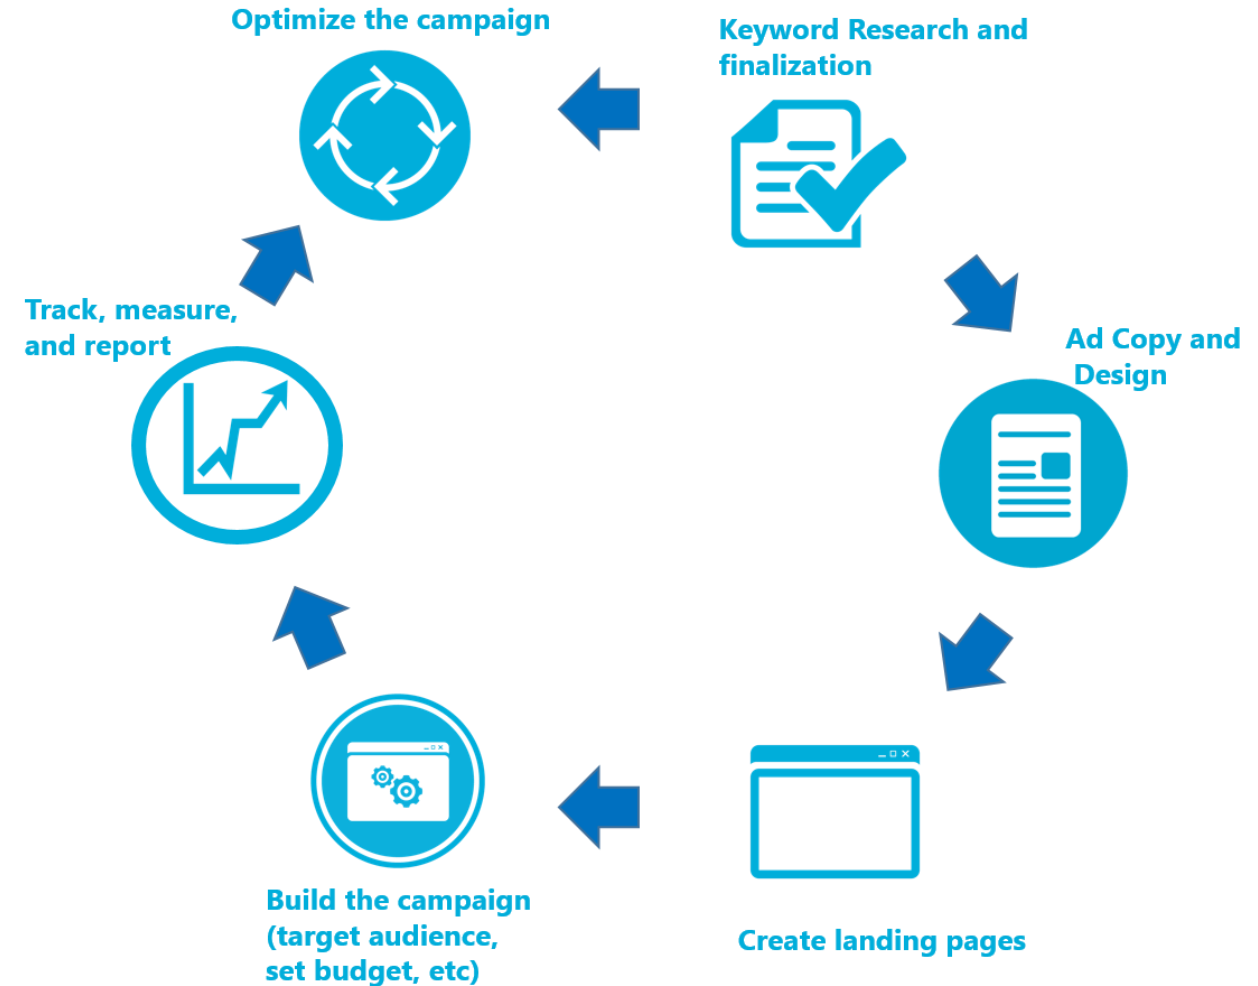 Optimize the campaign
Keyword Research and
finalization
Ad Copy and
Design
Create landing pages
Build the campaign
(target audience,
set budget, etc)
Track, measure,
and report